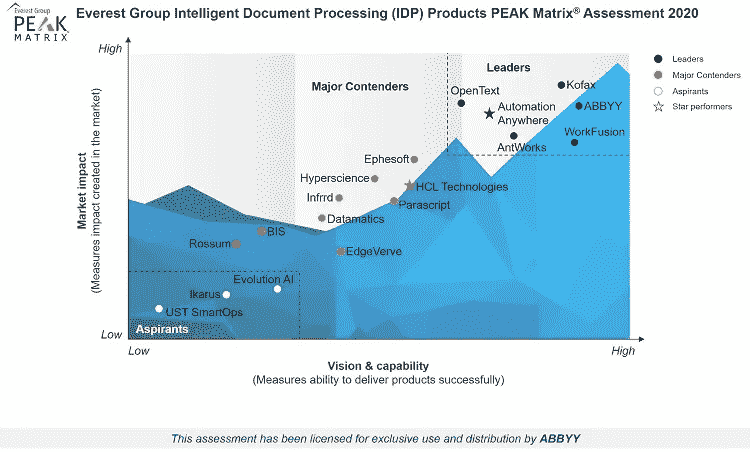 Everest Group
PEAK
MATRIX
Everest Group Intelligent Document Processing (IDP) Products PEAK Matrix® Assessment 2020
High
Leaders
Major Contenders
Aspirants
Star performers
Major Contenders
Leaders
Kofax
OpenText
ABBYY
Automation
Anywhere
WorkFusion
AntWorks
Ephesoft
Hyperscience
HCL Technologies
Infrrd
Parascript
Datamatics
BIS
Rossum
EdgeVerve
Evolution AI
Ikarus
UST SmartOps
Aspirants
Market impact
(Measures impact created in the market)
Low
Low
High
Vision & capability
(Measures ability to deliver products successfully)
This assessment has been licensed for exclusive use and distribution by ABBYY